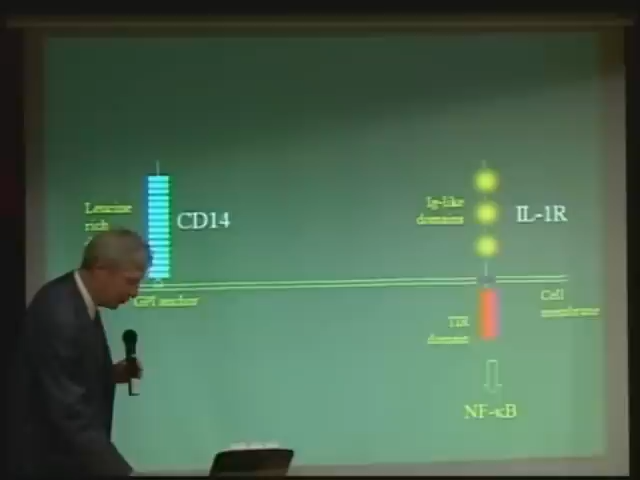 Leucine
rich
CD14
GPI anchor
Ig-like
domains
IL-1R
Cell
membrane
TIR
domain
NF-κB